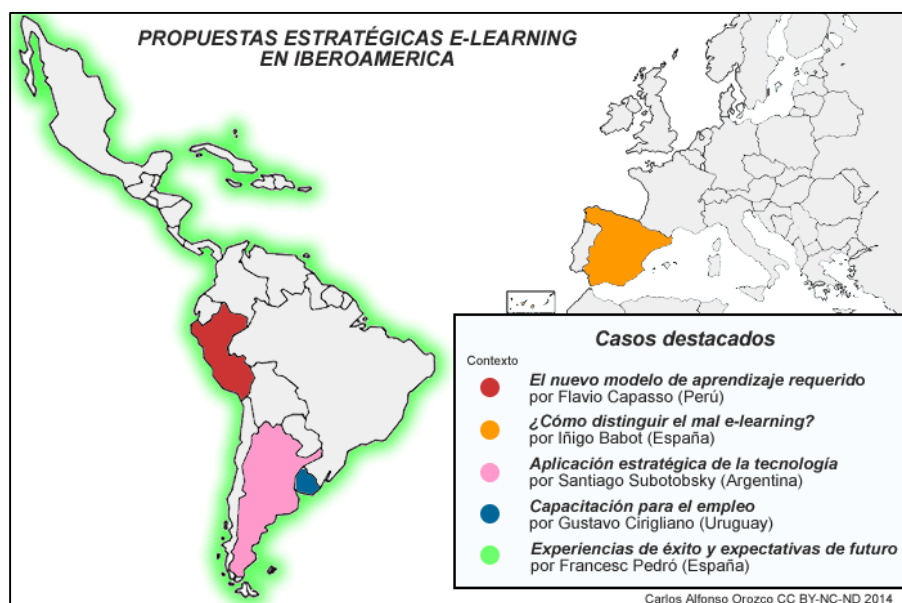 PROPUESTAS ESTRATÉGICAS E-LEARNING
EN IBEROAMERICA
Casos destacados
Contexto
El nuevo modelo de aprendizaje requerido
por Flavio Capasso (Perú)
¿Cómo distinguir el mal e-learning?
por Iñigo Babot (España)
Aplicación estratégica de la tecnología
por Santiago Subotobsky (Argentina)
Capacitación para el empleo
por Gustavo Cirigliano (Uruguay)
Experiencias de éxito y expectativas de futuro
por Francesc Pedró (España)
Carlos Alfonso Orozco CC BY-NC-ND 2014